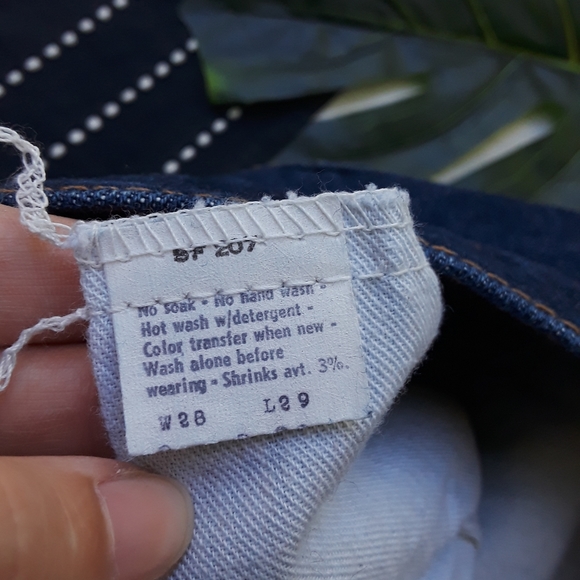 SF 207
No soak - No hand wash -
Hot wash w/detergent -
Color transfer when new -
Wash alone before
wearing - Shrinks avt. 3%.
W28 L29